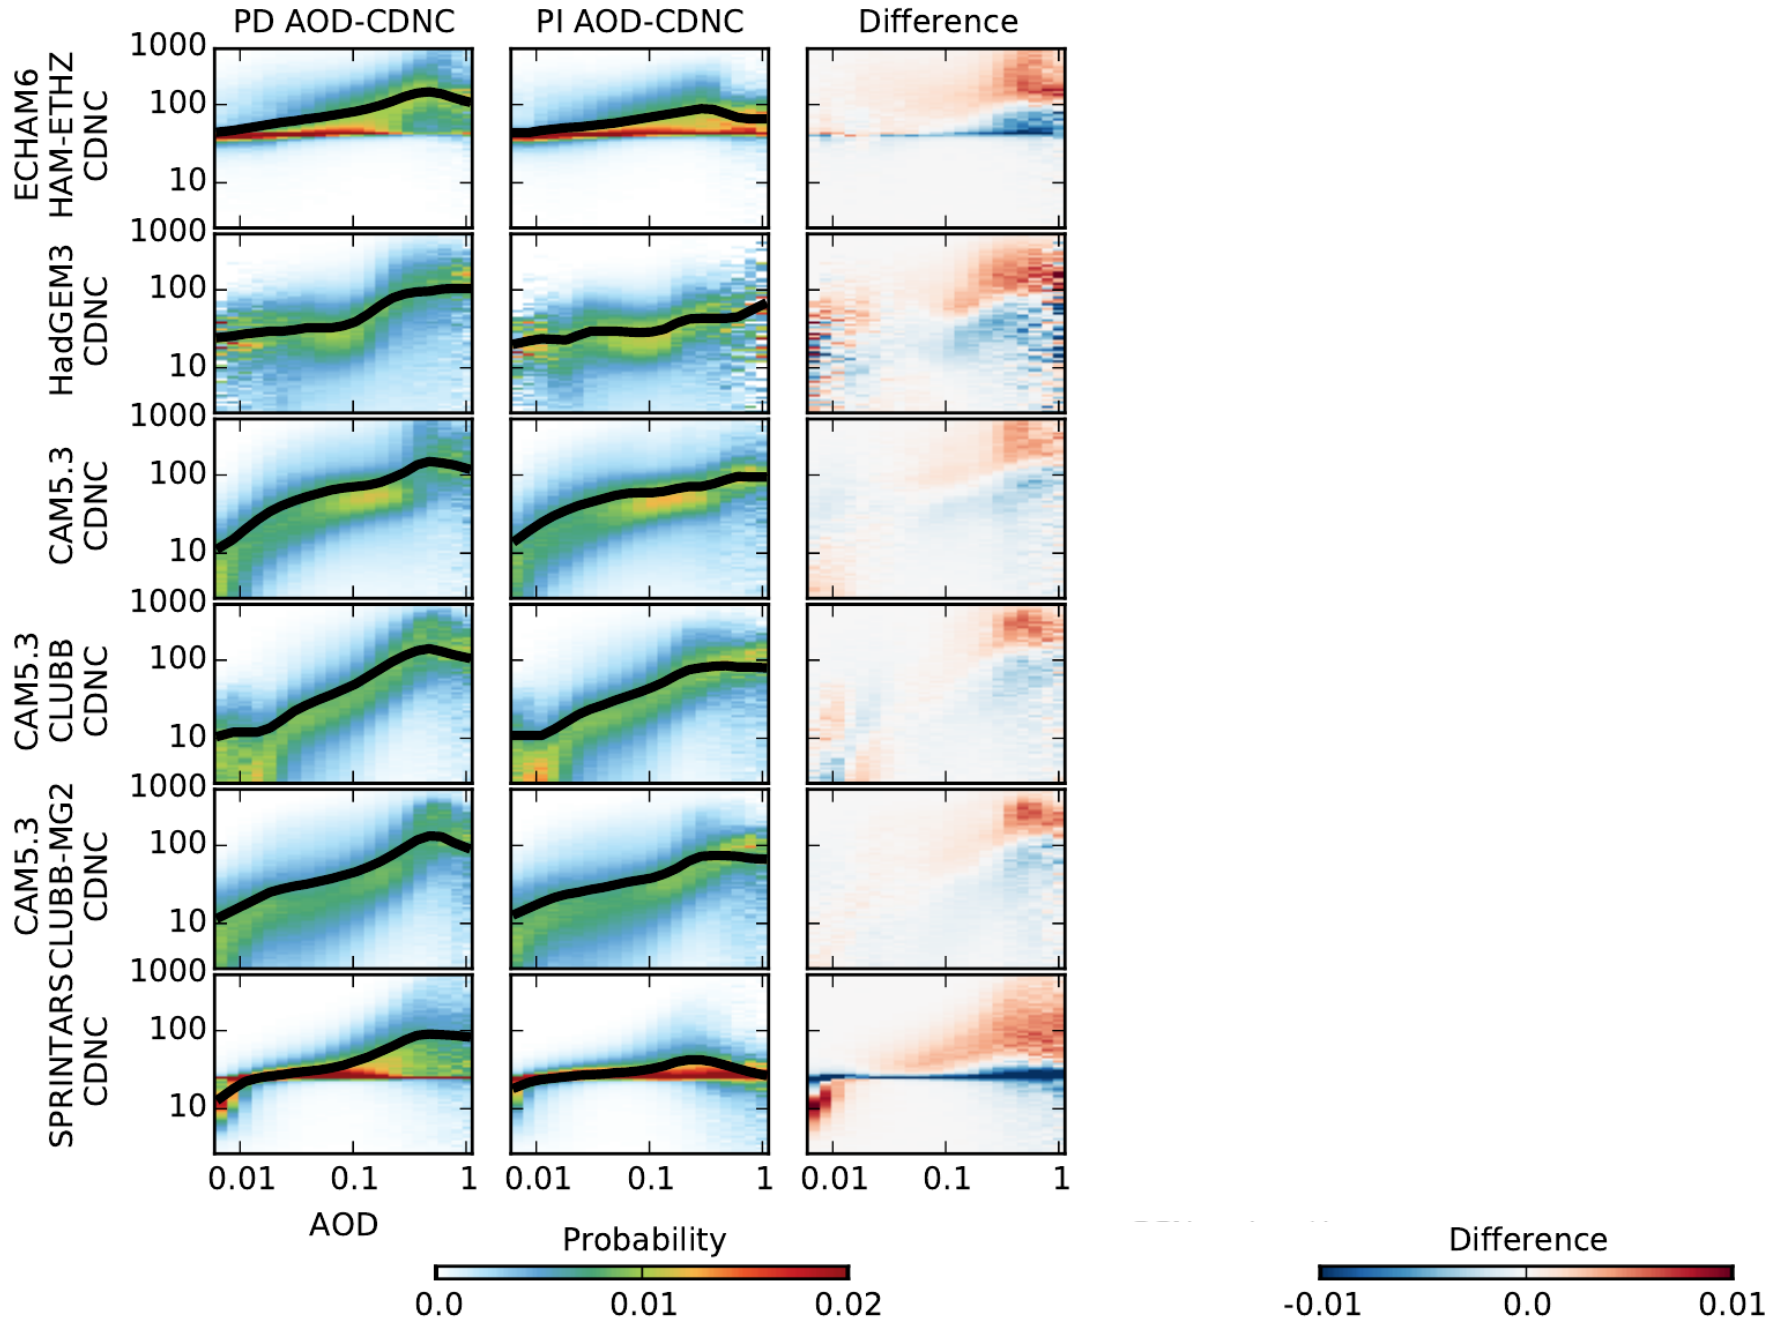 PD AOD-CDNC PI AOD-CDNC Difference
ECHAM6
HAM-ETHZ
CDNC
1000
100
10
HadGEM3
CDNC
1000
100
10
CAM5.3
CDNC
1000
100
10
CAM5.3
CLUBB
CDNC
1000
100
10
CAM5.3
CLUBB-MG2
CDNC
1000
100
10
SPRINTARS
CDNC
1000
100
10
0.01 0.1 1 0.01 0.1 1 0.01 0.1 1
AOD
Probability
0.0 0.01 0.02
Difference
-0.01 0.0 0.01